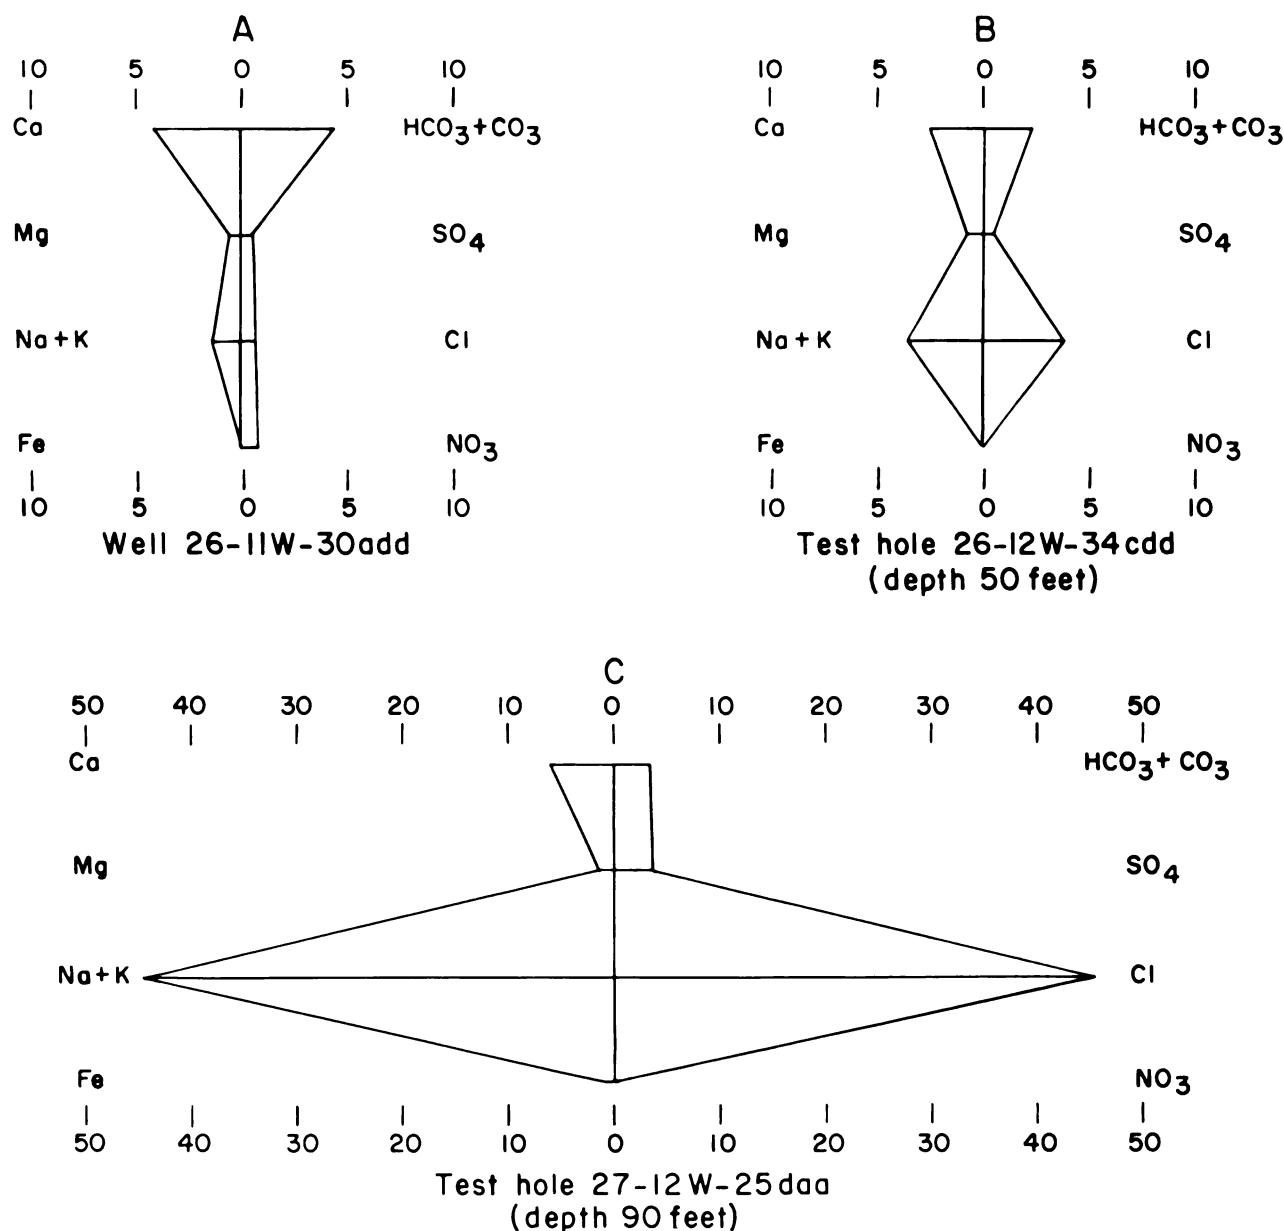 A
10 5 0 5 10
Ca HCO₃+CO₃
Mg SO₄
Na+K Cl
Fe NO₃
10 5 0 5 10
Well 26-11W-30add
B
10 5 0 5 10
Ca HCO₃+CO₃
Mg SO₄
Na+K Cl
Fe NO₃
10 5 0 5 10
Test hole 26-12W-34cdd
(depth 50 feet)
C
50 40 30 20 10 0 10 20 30 40 50
Ca HCO₃+CO₃
Mg SO₄
Na+K Cl
Fe NO₃
50 40 30 20 10 0 10 20 30 40 50
Test hole 27-12W-25daa
(depth 90 feet)